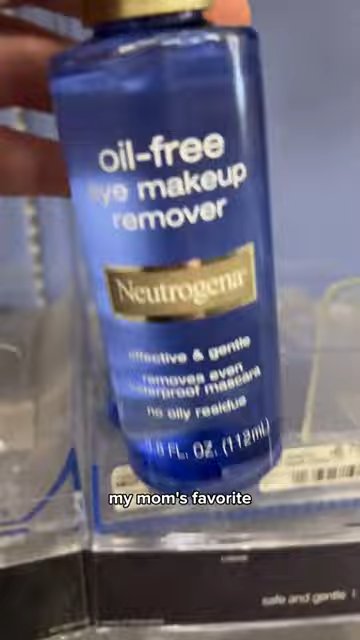 oil-free
eye makeup
remover
Neutrogena
effective & gentle
removes even
waterproof mascara
no oily residue
FL. OZ. (112mL)
my mom's favorite
safe and gentle